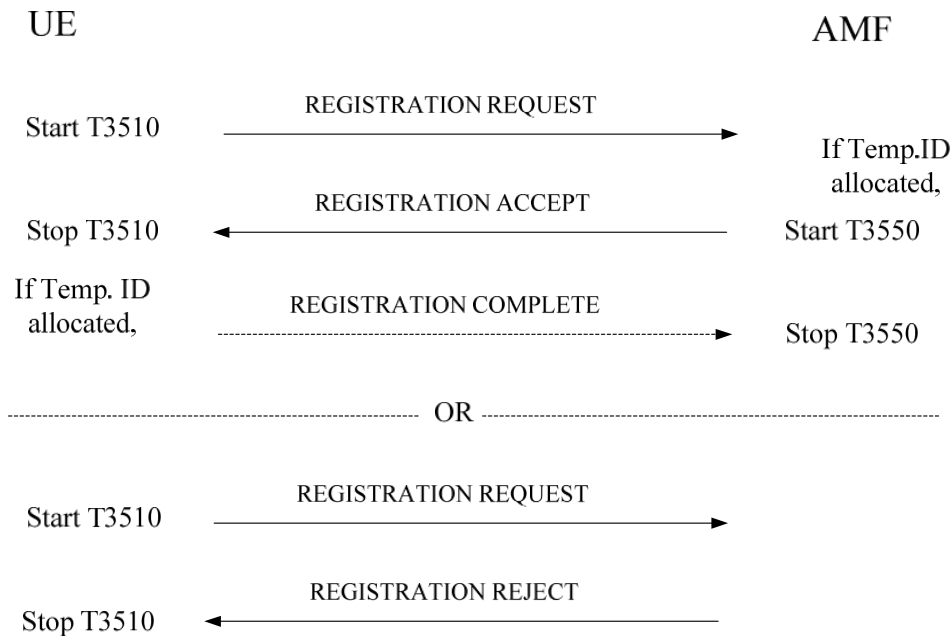 UE
AMF
REGISTRATION REQUEST
Start T3510
If Temp.ID
allocated,
REGISTRATION ACCEPT
Stop T3510
Start T3550
If Temp. ID
allocated,
REGISTRATION COMPLETE
Stop T3550
OR
REGISTRATION REQUEST
Start T3510
REGISTRATION REJECT
Stop T3510